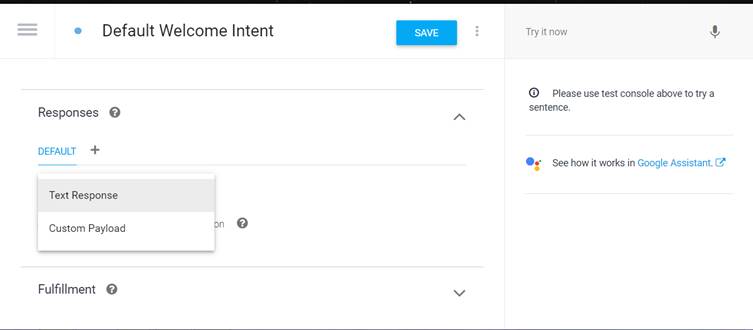 Default Welcome Intent
SAVE
Try it now
Please use test console above to try a
sentence.
See how it works in Google Assistant.
Responses
DEFAULT
Text Response
Custom Payload
on
Fulfillment